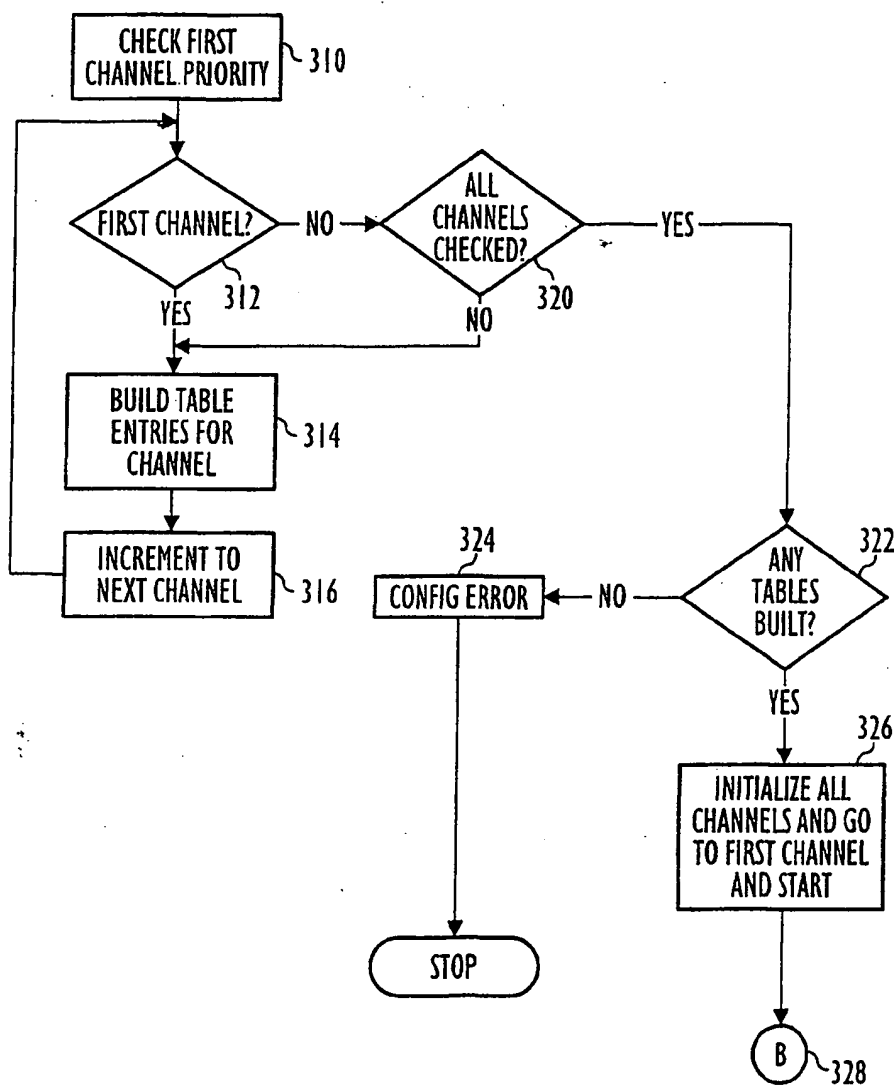 CHECK FIRST
CHANNEL PRIORITY
310
FIRST CHANNEL?
312
NO
YES
ALL
CHANNELS
CHECKED?
320
YES
NO
BUILD TABLE
ENTRIES FOR
CHANNEL
314
INCREMENT TO
NEXT CHANNEL
316
324
CONFIG ERROR
NO
322
ANY
TABLES
BUILT?
YES
326
INITIALIZE ALL
CHANNELS AND GO
TO FIRST CHANNEL
AND START
STOP
B
328